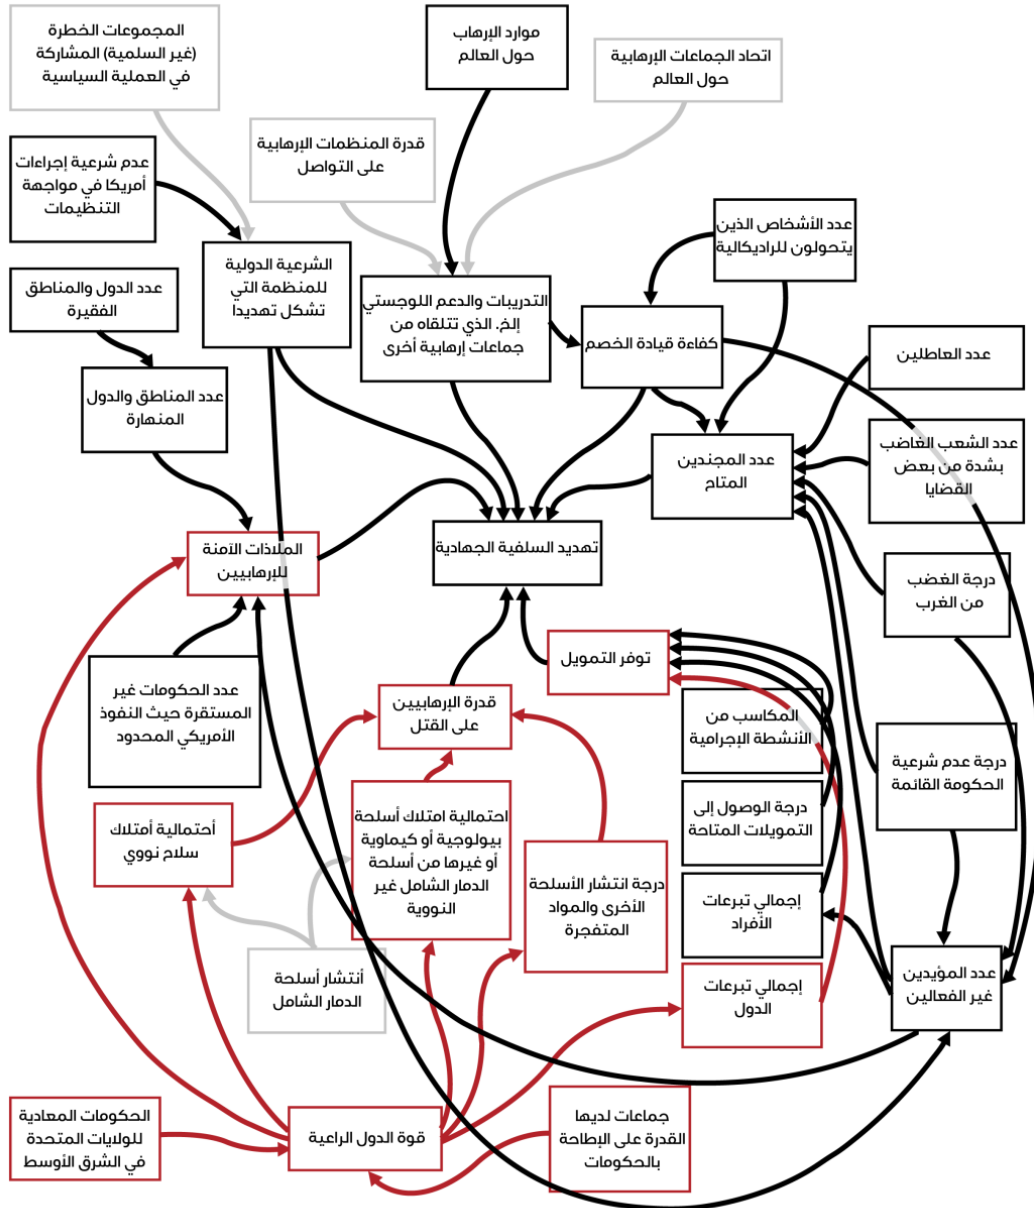 المجموعات الخطرة
(غير السلمية) المشاركة
في العملية السياسية
موارد الإرهاب
حول العالم
اتحاد الجماعات الإرهابية
حول العالم
عدم شرعية إجراءات
أمريكا في مواجهة
التنظيمات
قدرة المنظمات الإرهابية
على التواصل
عدد الأشخاص الذين
يتحولون للراديكالية
الشرعية الدولية
للمنظمة التي
تشكل تهديدا
عدد الدول والمناطق
الفقيرة
التدريبات والدعم اللوجستي
إلخ. الذي تتلقاه من
جماعات إرهابية أخرى
كفاءة قيادة الخصم
عدد العاطلين
عدد المناطق والدول
المنهارة
عدد المجندين
المتاح
عدد الشعب الغاضب
بشدة من بعض
القضايا
الملاذات الآمنة
للإرهابيين
تهديد السلفية الجهادية
درجة الغضب
من الغرب
توفر التمويل
عدد الحكومات غير
المستقرة حيث النفوذ
الأمريكي المحدود
قدرة الإرهابيين
على القتل
المكاسب من
الأنشطة الإجرامية
درجة عدم شرعية
الحكومة القائمة
أحتمالية أمتلاك
سلاح نووي
احتمالية امتلاك أسلحة
بيولوجية أو كيماوية
أو غيرها من أسلحة
الدمار الشامل غير
النووية
درجة الوصول إلى
التمويلات المتاحة
درجة انتشار الأسلحة
الأخرى والمواد
المتفجرة
إجمالي تبرعات
الأفراد
أنتشار أسلحة
الدمار الشامل
إجمالي تبرعات
الدول
عدد المؤيدين
غير الفعالين
الحكومات المعادية
للولايات المتحدة
في الشرق الأوسط
قوة الدول الراعية
جماعات لديها
القدرة على الإطاحة
بالحكومات